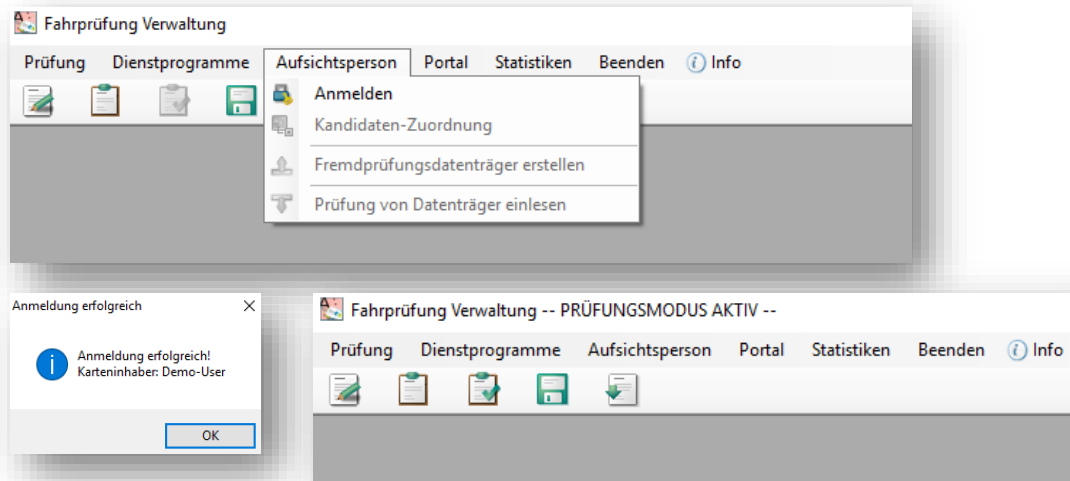 Fahrprüfung Verwaltung
Prüfung Dienstprogramme Aufsichtsperson Portal Statistiken Beenden Info
Anmelden
Kandidaten-Zuordnung
Fremdprüfungsdatenträger erstellen
Prüfung von Datenträger einlesen
Anmeldung erfolgreich
Anmeldung erfolgreich!
Karteninhaber: Demo-User
OK
Fahrprüfung Verwaltung -- PRÜFUNGSMODUS AKTIV --
Prüfung Dienstprogramme Aufsichtsperson Portal Statistiken Beenden Info